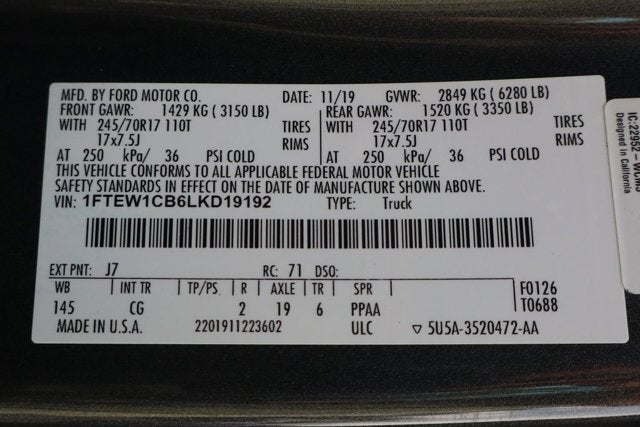 MFD. BY FORD MOTOR CO. DATE: 11/19 GVWR: 2849 KG ( 6280 LB)
FRONT GAWR: 1429 KG ( 3150 LB) REAR GAWR: 1520 KG ( 3350 LB)
WITH 245/70R17 110T TIRES WITH 245/70R17 110T TIRES
17x7.5J RIMS 17x7.5J RIMS
AT 250 kPa/ 36 PSI COLD AT 250 kPa/ 36 PSI COLD
THIS VEHICLE CONFORMS TO ALL APPLICABLE FEDERAL MOTOR VEHICLE
SAFETY STANDARDS IN EFFECT ON THE DATE OF MANUFACTURE SHOWN ABOVE.
VIN: 1FTEW1CB6LKD19192 TYPE: Truck
EXT PNT: J7 RC: 71 DSO:
WB INT TR TP/PS R AXLE TR SPR F0126
145 CG 2 19 6 PPAA T0688
MADE IN U.S.A. 2201911223602 ULC ▽ 5U5A-3520472-AA
IC:22952 - WCM3
Designed in California